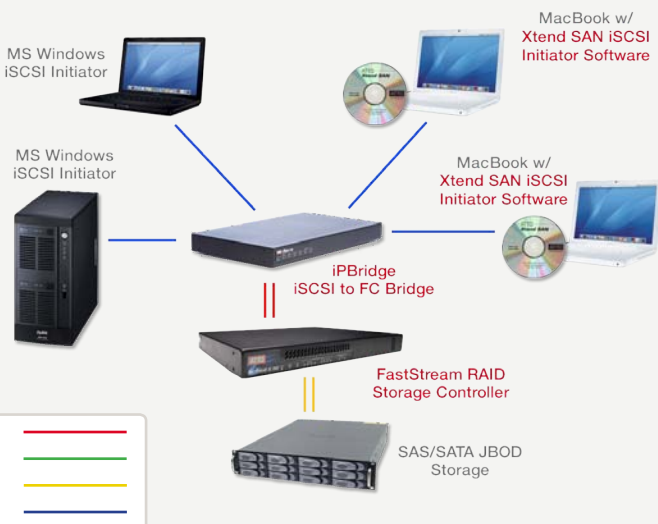 MacBook w/
Xtend SAN iSCSI
Initiator Software
MS Windows
iSCSI Initiator
MS Windows
iSCSI Initiator
MacBook w/
Xtend SAN iSCSI
Initiator Software
iPBridge
iSCSI to FC Bridge
FastStream RAID
Storage Controller
SAS/SATA JBOD
Storage